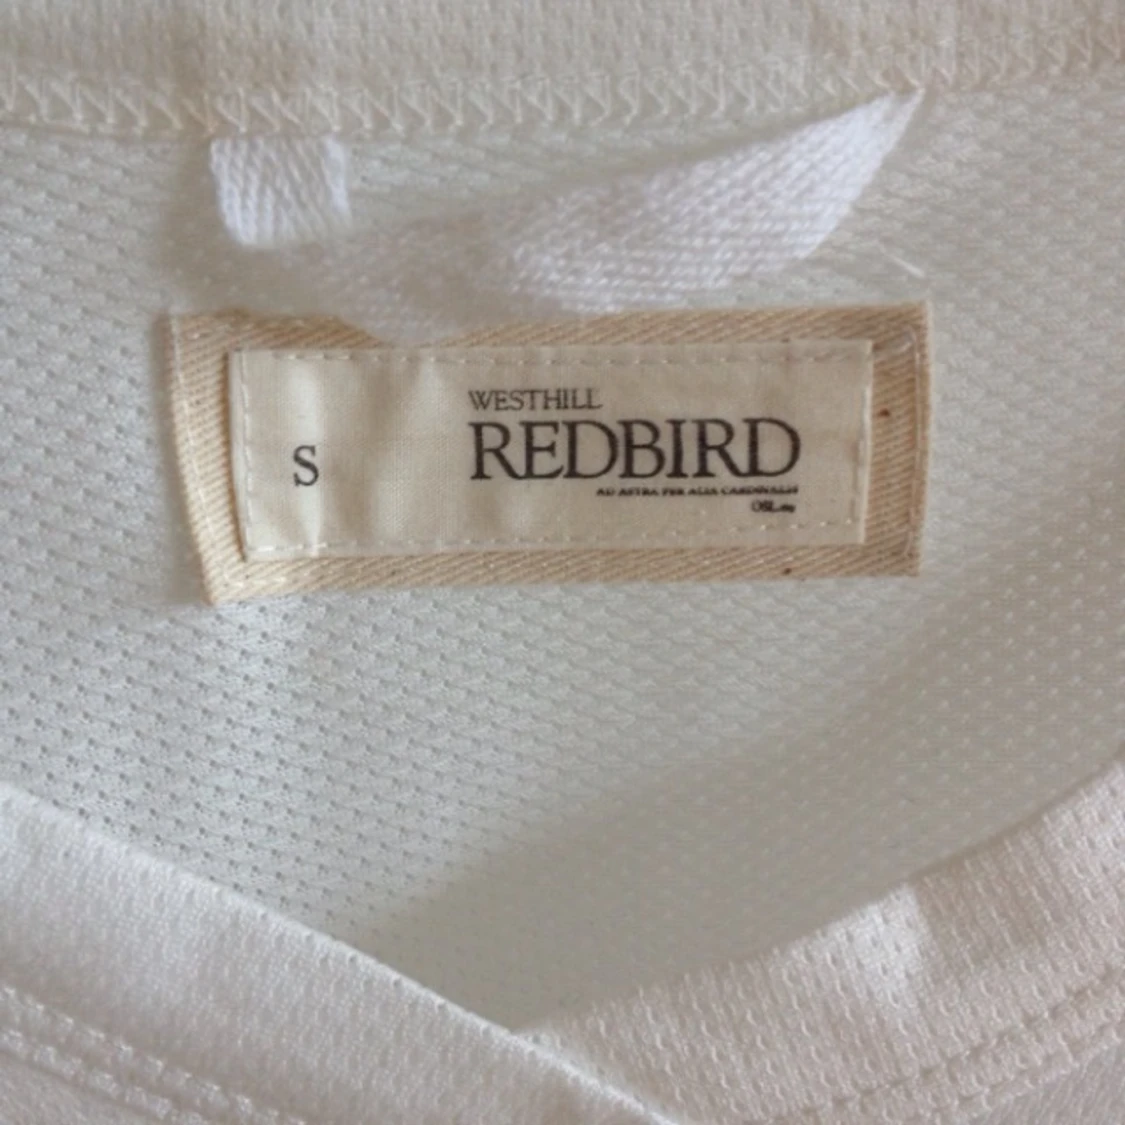 S
WESTHILL
REDBIRD
AD ASTRA PER ALIA CARDINALIS